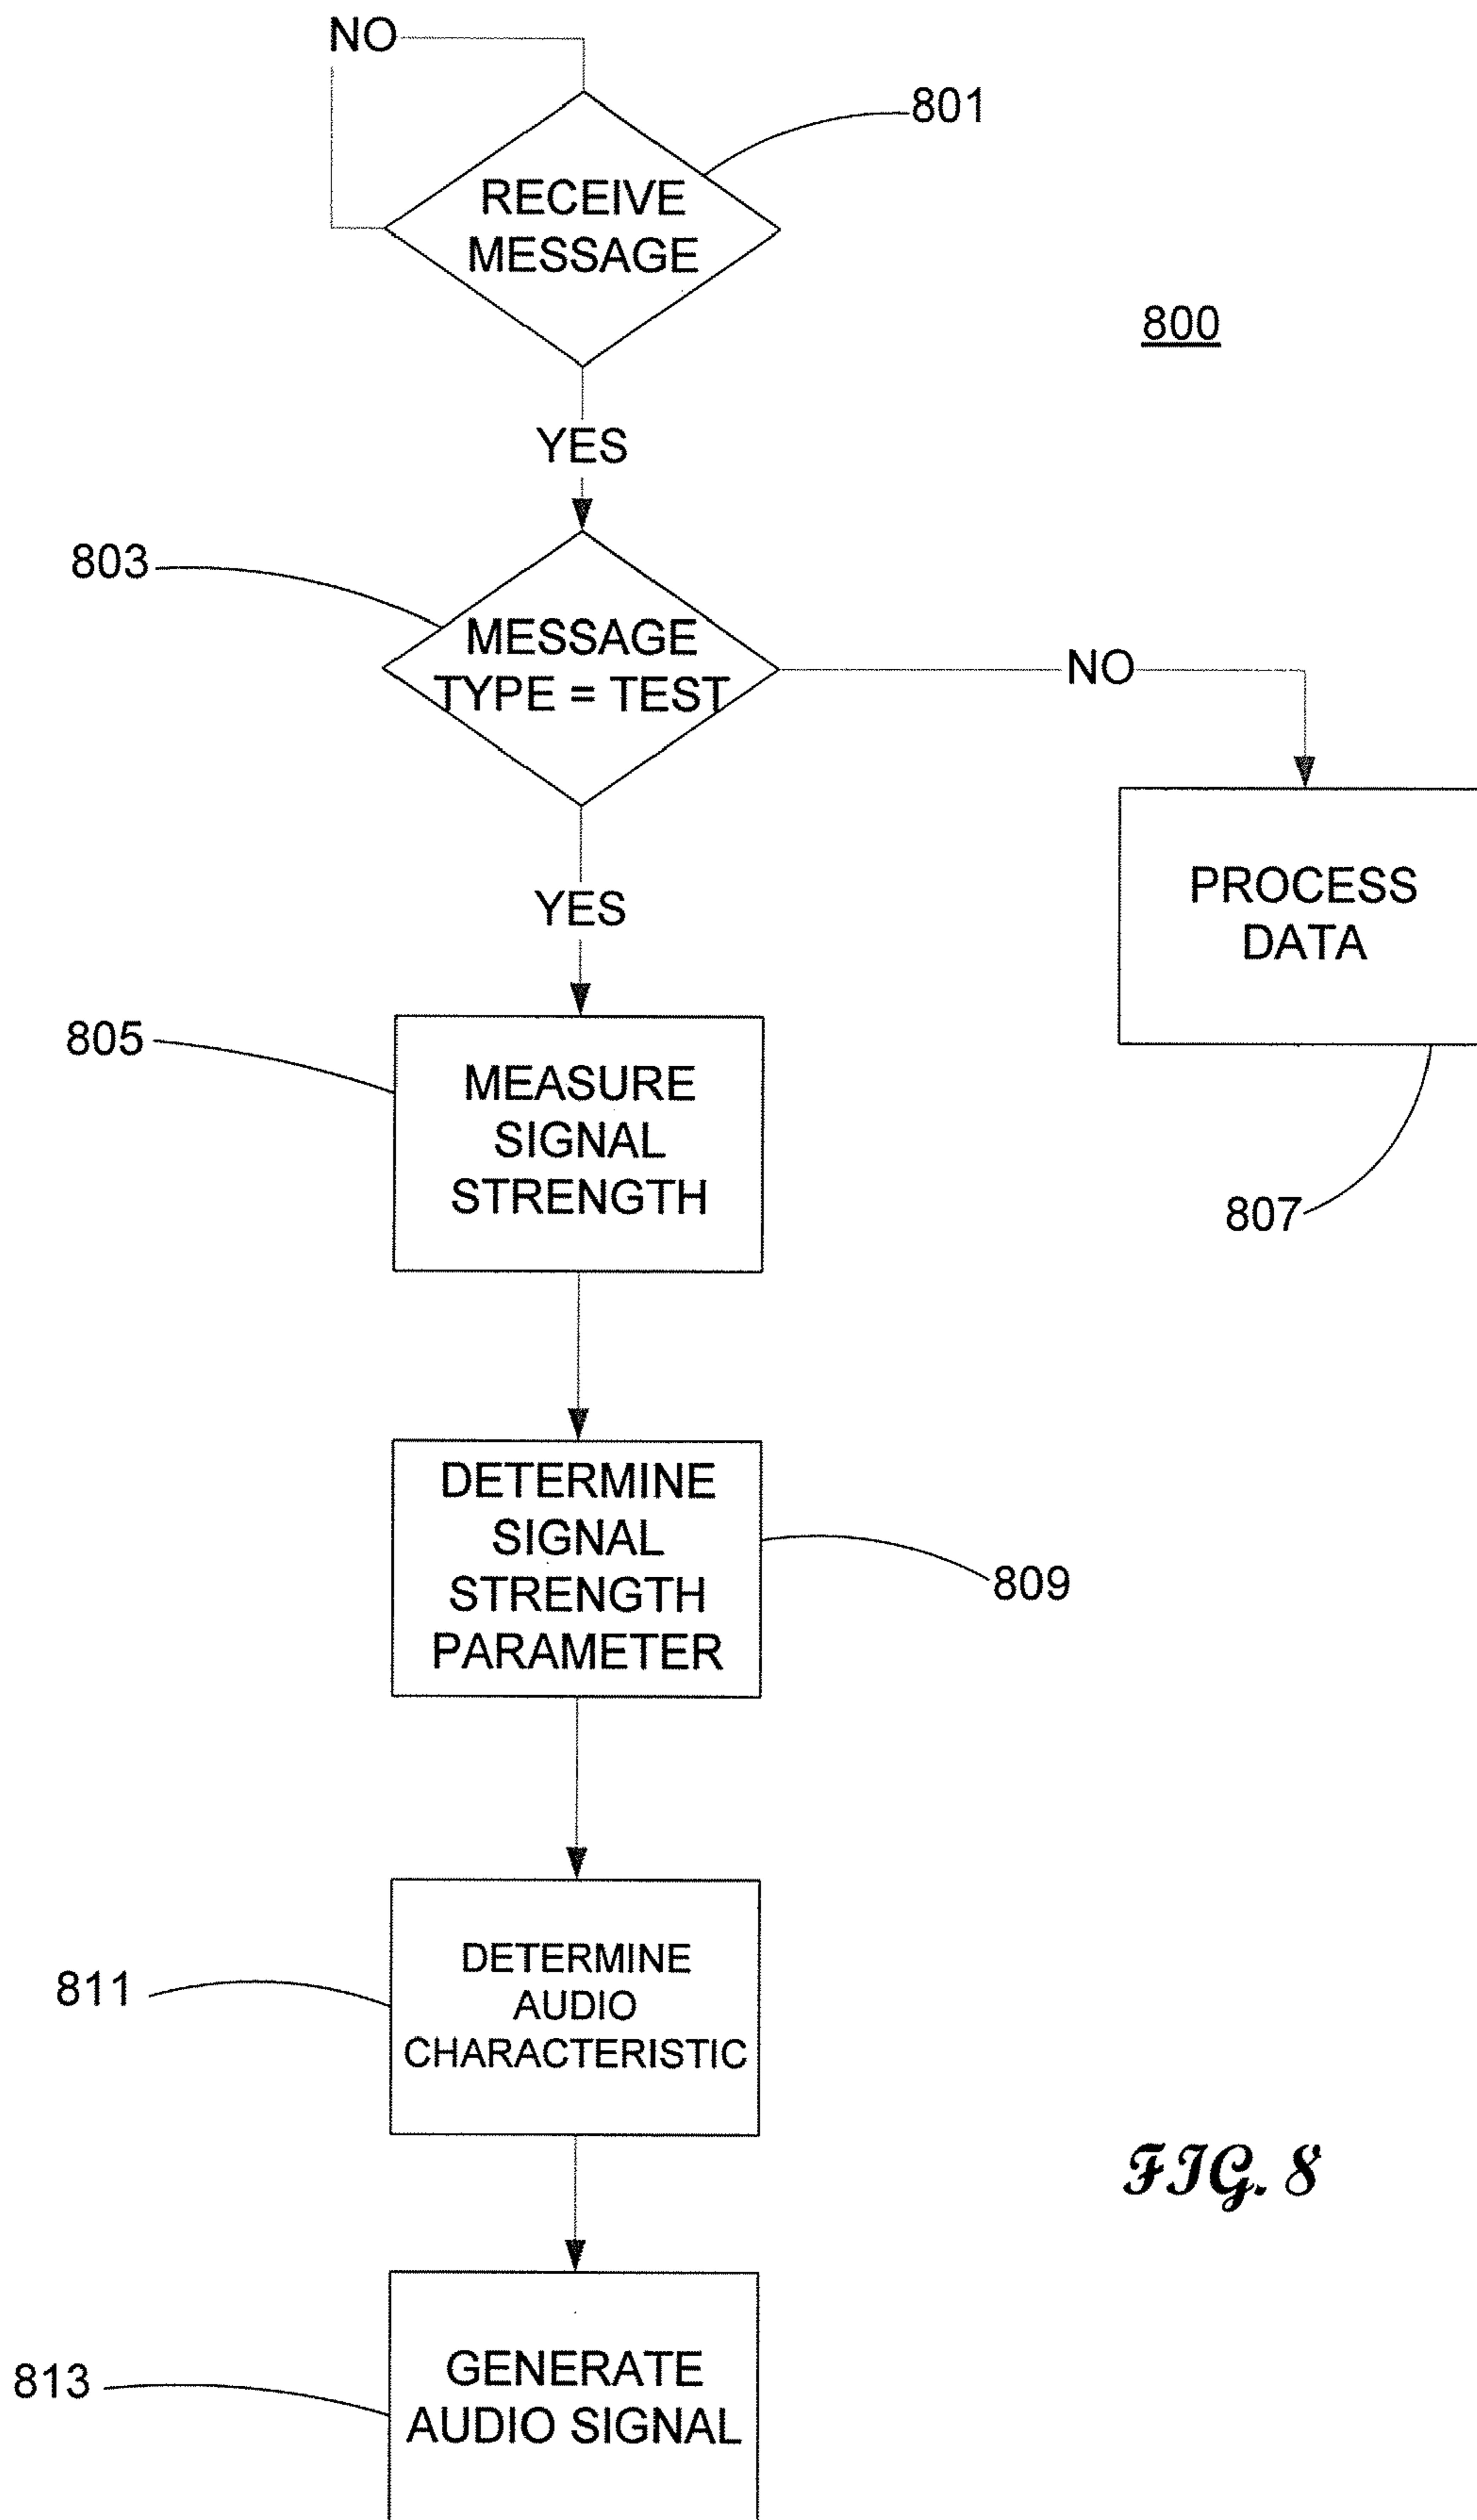 NO
801
RECEIVE
MESSAGE
800
YES
803
MESSAGE
TYPE = TEST
NO
PROCESS
DATA
YES
805
MEASURE
SIGNAL
STRENGTH
807
DETERMINE
SIGNAL
STRENGTH
PARAMETER
809
DETERMINE
AUDIO
CHARACTERISTIC
811
FIG. 8
GENERATE
AUDIO SIGNAL
813